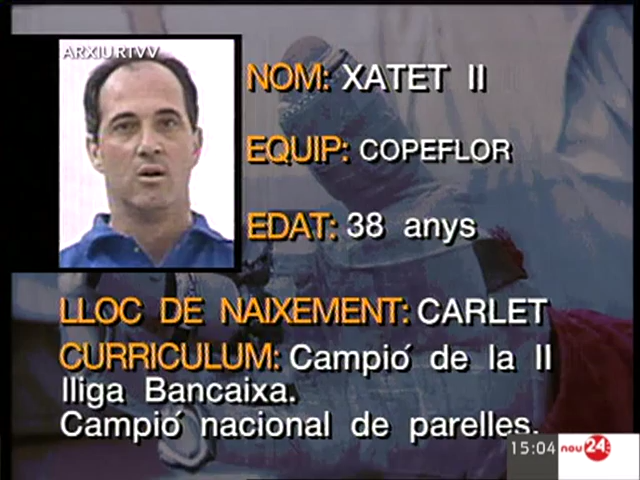 ARXIU RTVV
NOM: XATET II
EQUIP: COPEFLOR
EDAT: 38 anys
LLOC DE NAIXEMENT: CARLET
CURRICULUM: Campió de la II
lliga Bancaixa.
Campió nacional de parelles.
15:04 nou 24